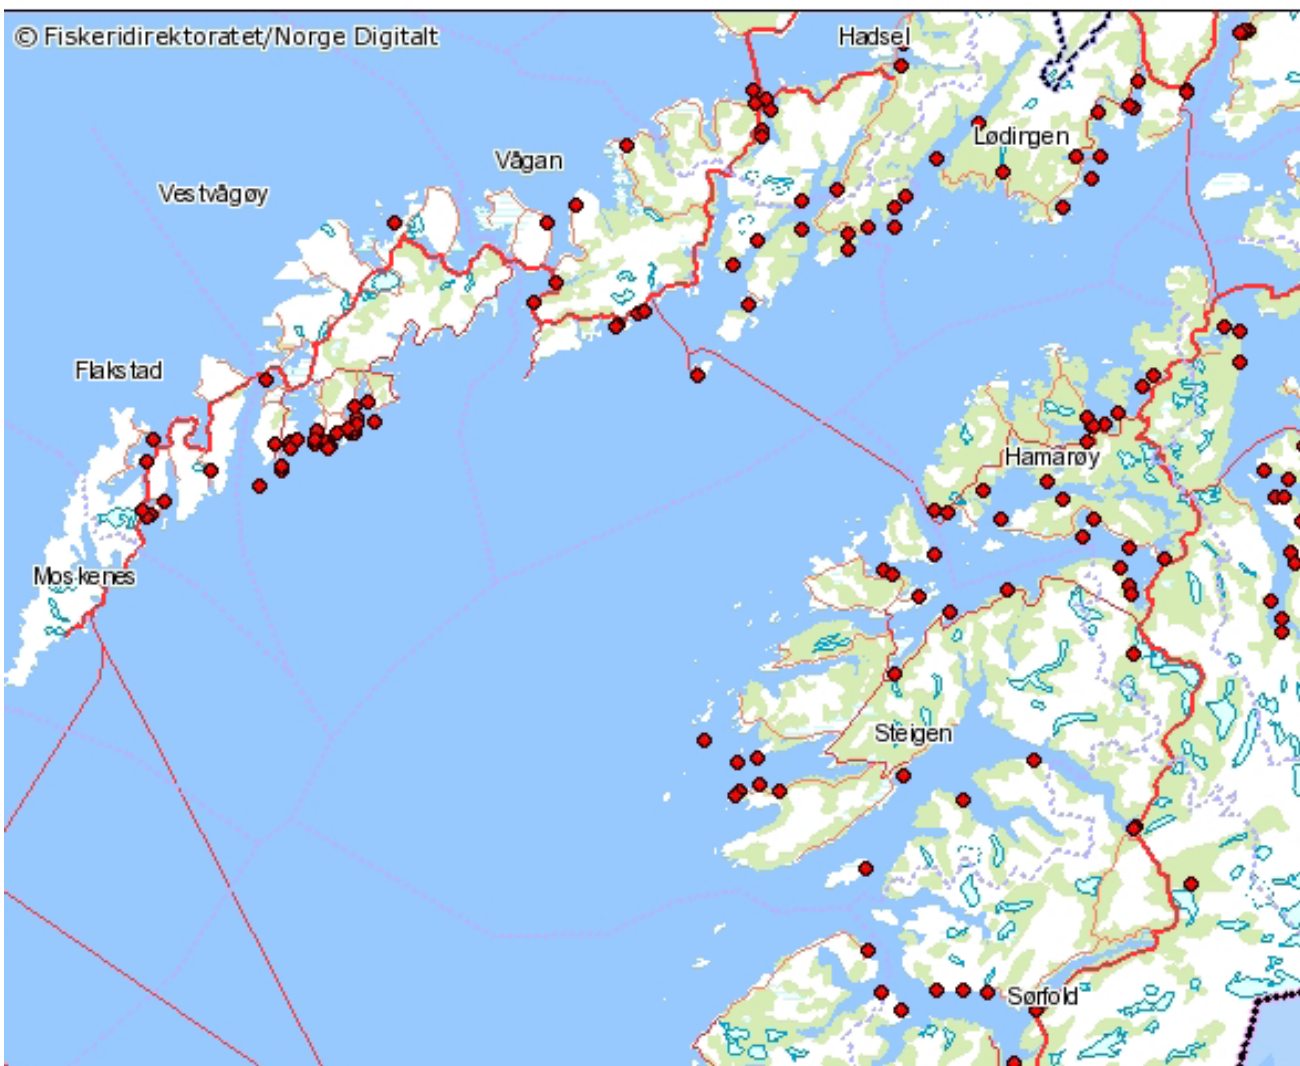 © Fiskeridirektoratet/Norge Digitalt
Hadsel
Lødirgen
Vågan
Vestvågøy
Flakstad
Hamarøy
Moskenes
Steigen
Sørfold